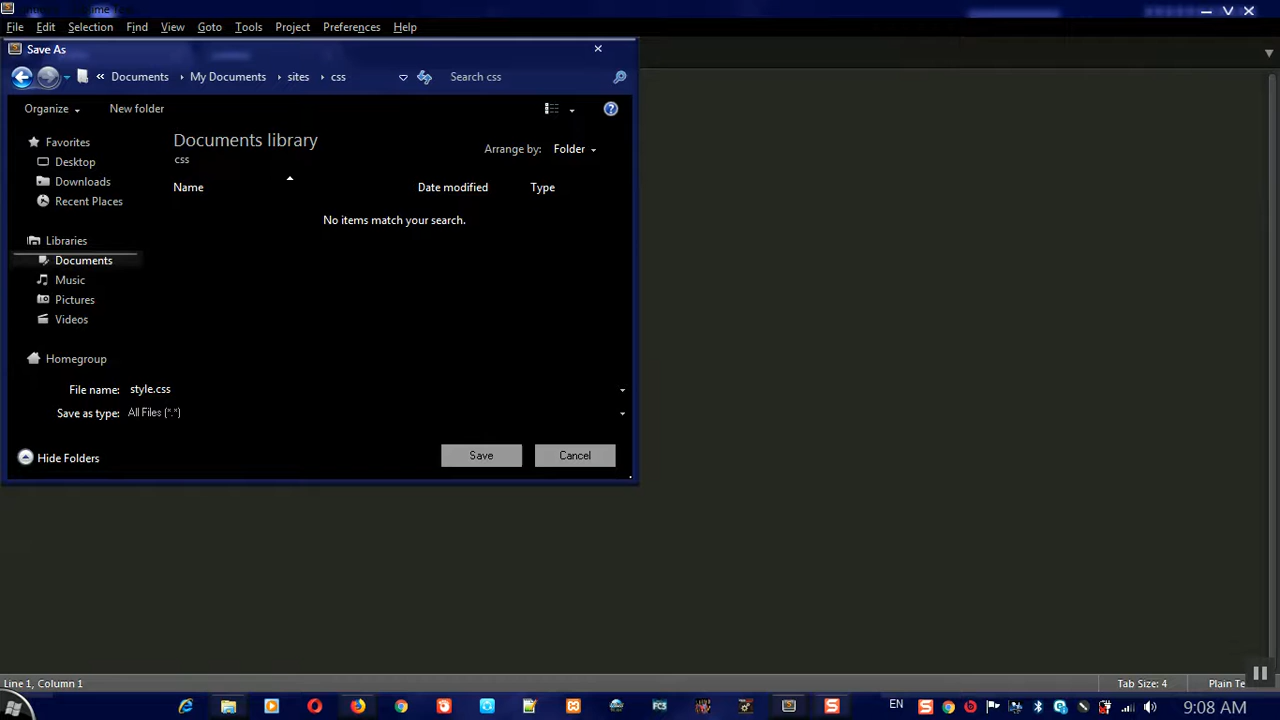 File Edit Selection Find View Goto Tools Project Preferences Help
Save As
« Documents My Documents sites css Search css
Organize New folder
Documents library
css
Arrange by: Folder
Name Date modified Type
No items match your search.
Favorites
Desktop
Downloads
Recent Places
Libraries
Documents
Music
Pictures
Videos
Homegroup
File name: style.css
Save as type: All Files (*.*)
Hide Folders Save Cancel
Line 1, Column 1 Tab Size: 4 Plain Te
EN 9:08 AM